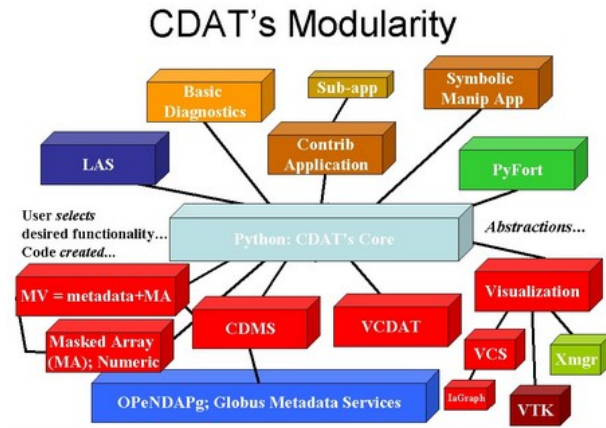 CDAT's Modularity
Basic
Diagnostics
Sub-app
Symbolic
Manip App
Contrib
Application
LAS
PyFort
User selects
desired functionality...
Code created...
Python: CDAT's Core
Abstractions...
MV = metadata+MA
Masked Array
(MA); Numeric
CDMS
VCDAT
Visualization
VCS
Xmgr
IaGraph
VTK
OPeNDAPg; Globus Metadata Services